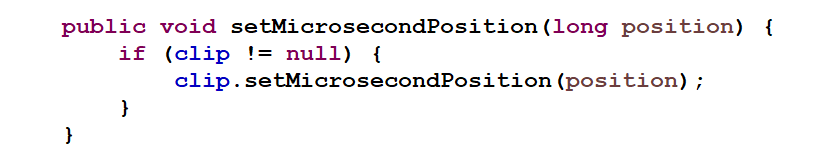 public void setMicrosecondPosition(long position) {
    if (clip != null) {
        clip.setMicrosecondPosition(position);
    }
}